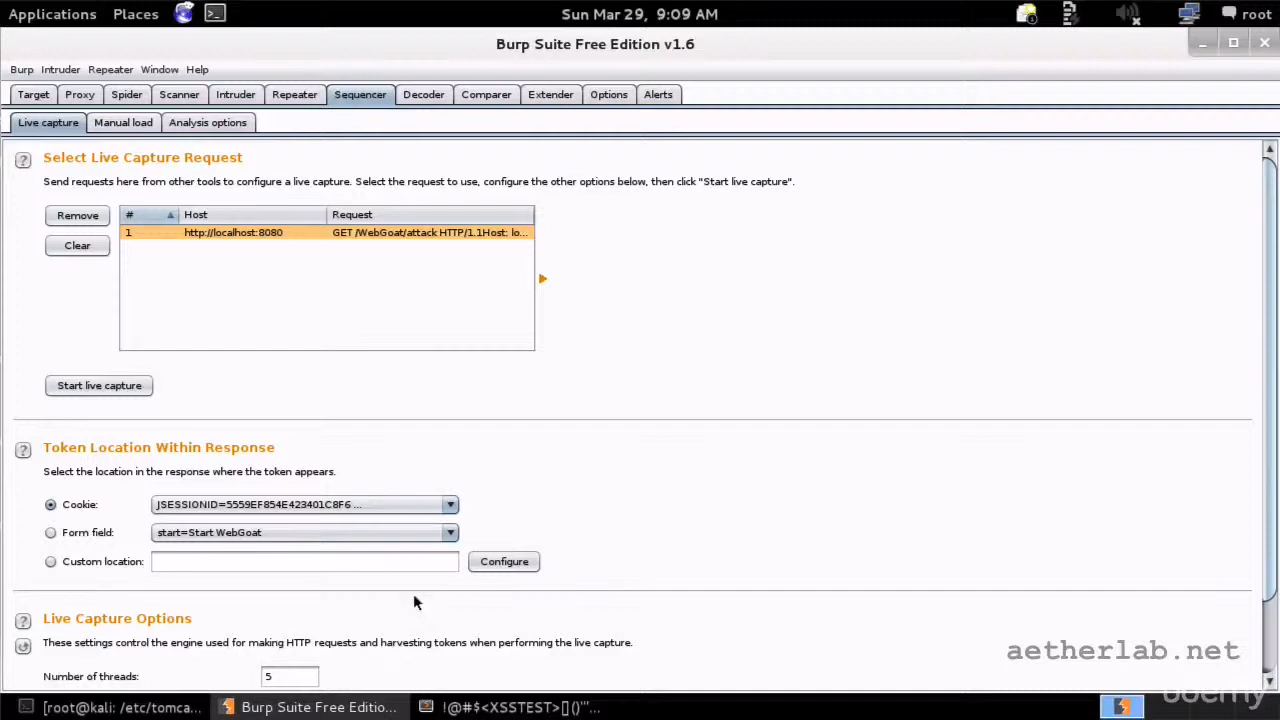 Applications Places Sun Mar 29, 9:09 AM root
Burp Suite Free Edition v1.6
Burp Intruder Repeater Window Help
Target Proxy Spider Scanner Intruder Repeater Sequencer Decoder Comparer Extender Options Alerts
Live capture Manual load Analysis options
? Select Live Capture Request
Send requests here from other tools to configure a live capture. Select the request to use, configure the other options below, then click "Start live capture".
Remove # Host Request
1 http://localhost:8080 GET /WebGoat/attack HTTP/1.1Host: lo...
Clear
Start live capture
? Token Location Within Response
Select the location in the response where the token appears.
Cookie: JSESSIONID=5559EF854E423401C8F6 ...
Form field: start=Start WebGoat
Custom location: Configure
? Live Capture Options
These settings control the engine used for making HTTP requests and harvesting tokens when performing the live capture.
aetherlab.net
Number of threads: 5
udemy
[root@kali: /etc/tomca... Burp Suite Free Editio... !@#$<XSSTEST>[]()'"'...